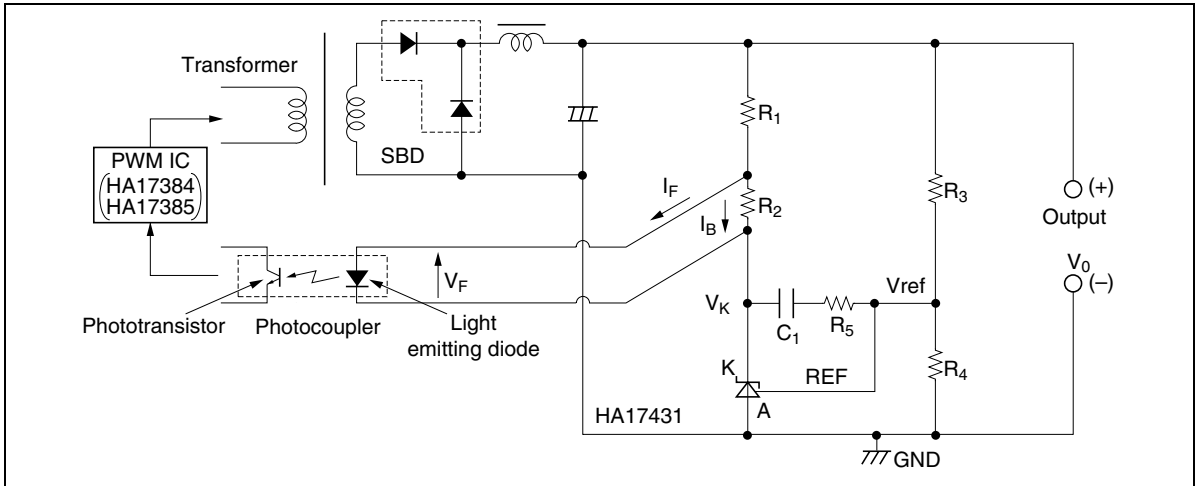 Transformer
SBD
PWM IC
HA17384
HA17385
R1
IF
R2
IB
R3
(+)
Output
V0
(–)
VF
Phototransistor
Photocoupler
Light
emitting diode
VK
C1
R5
Vref
K
REF
A
R4
HA17431
GND